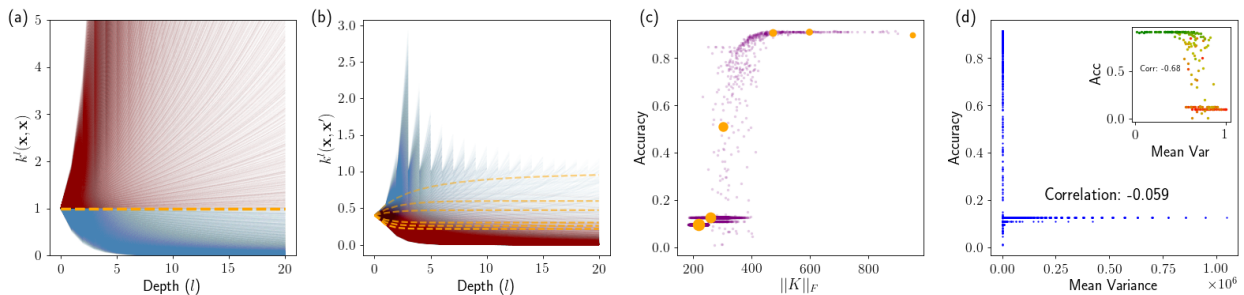 (a)
5
4
3
2
1
0
k^l(x, x)
0
5
10
15
20
Depth (l)
(b)
3.0
2.5
2.0
1.5
1.0
0.5
0.0
k^l(x, x′)
0
5
10
15
20
Depth (l)
(c)
0.8
0.6
0.4
0.2
0.0
Accuracy
200
400
600
800
||K||_F
(d)
0.8
0.6
0.4
0.2
0.0
Accuracy
Correlation: -0.059
0.00
0.25
0.50
0.75
1.00
×10^6
Mean Variance
0.5
0.0
Acc
Corr: -0.68
0
1
Mean Var